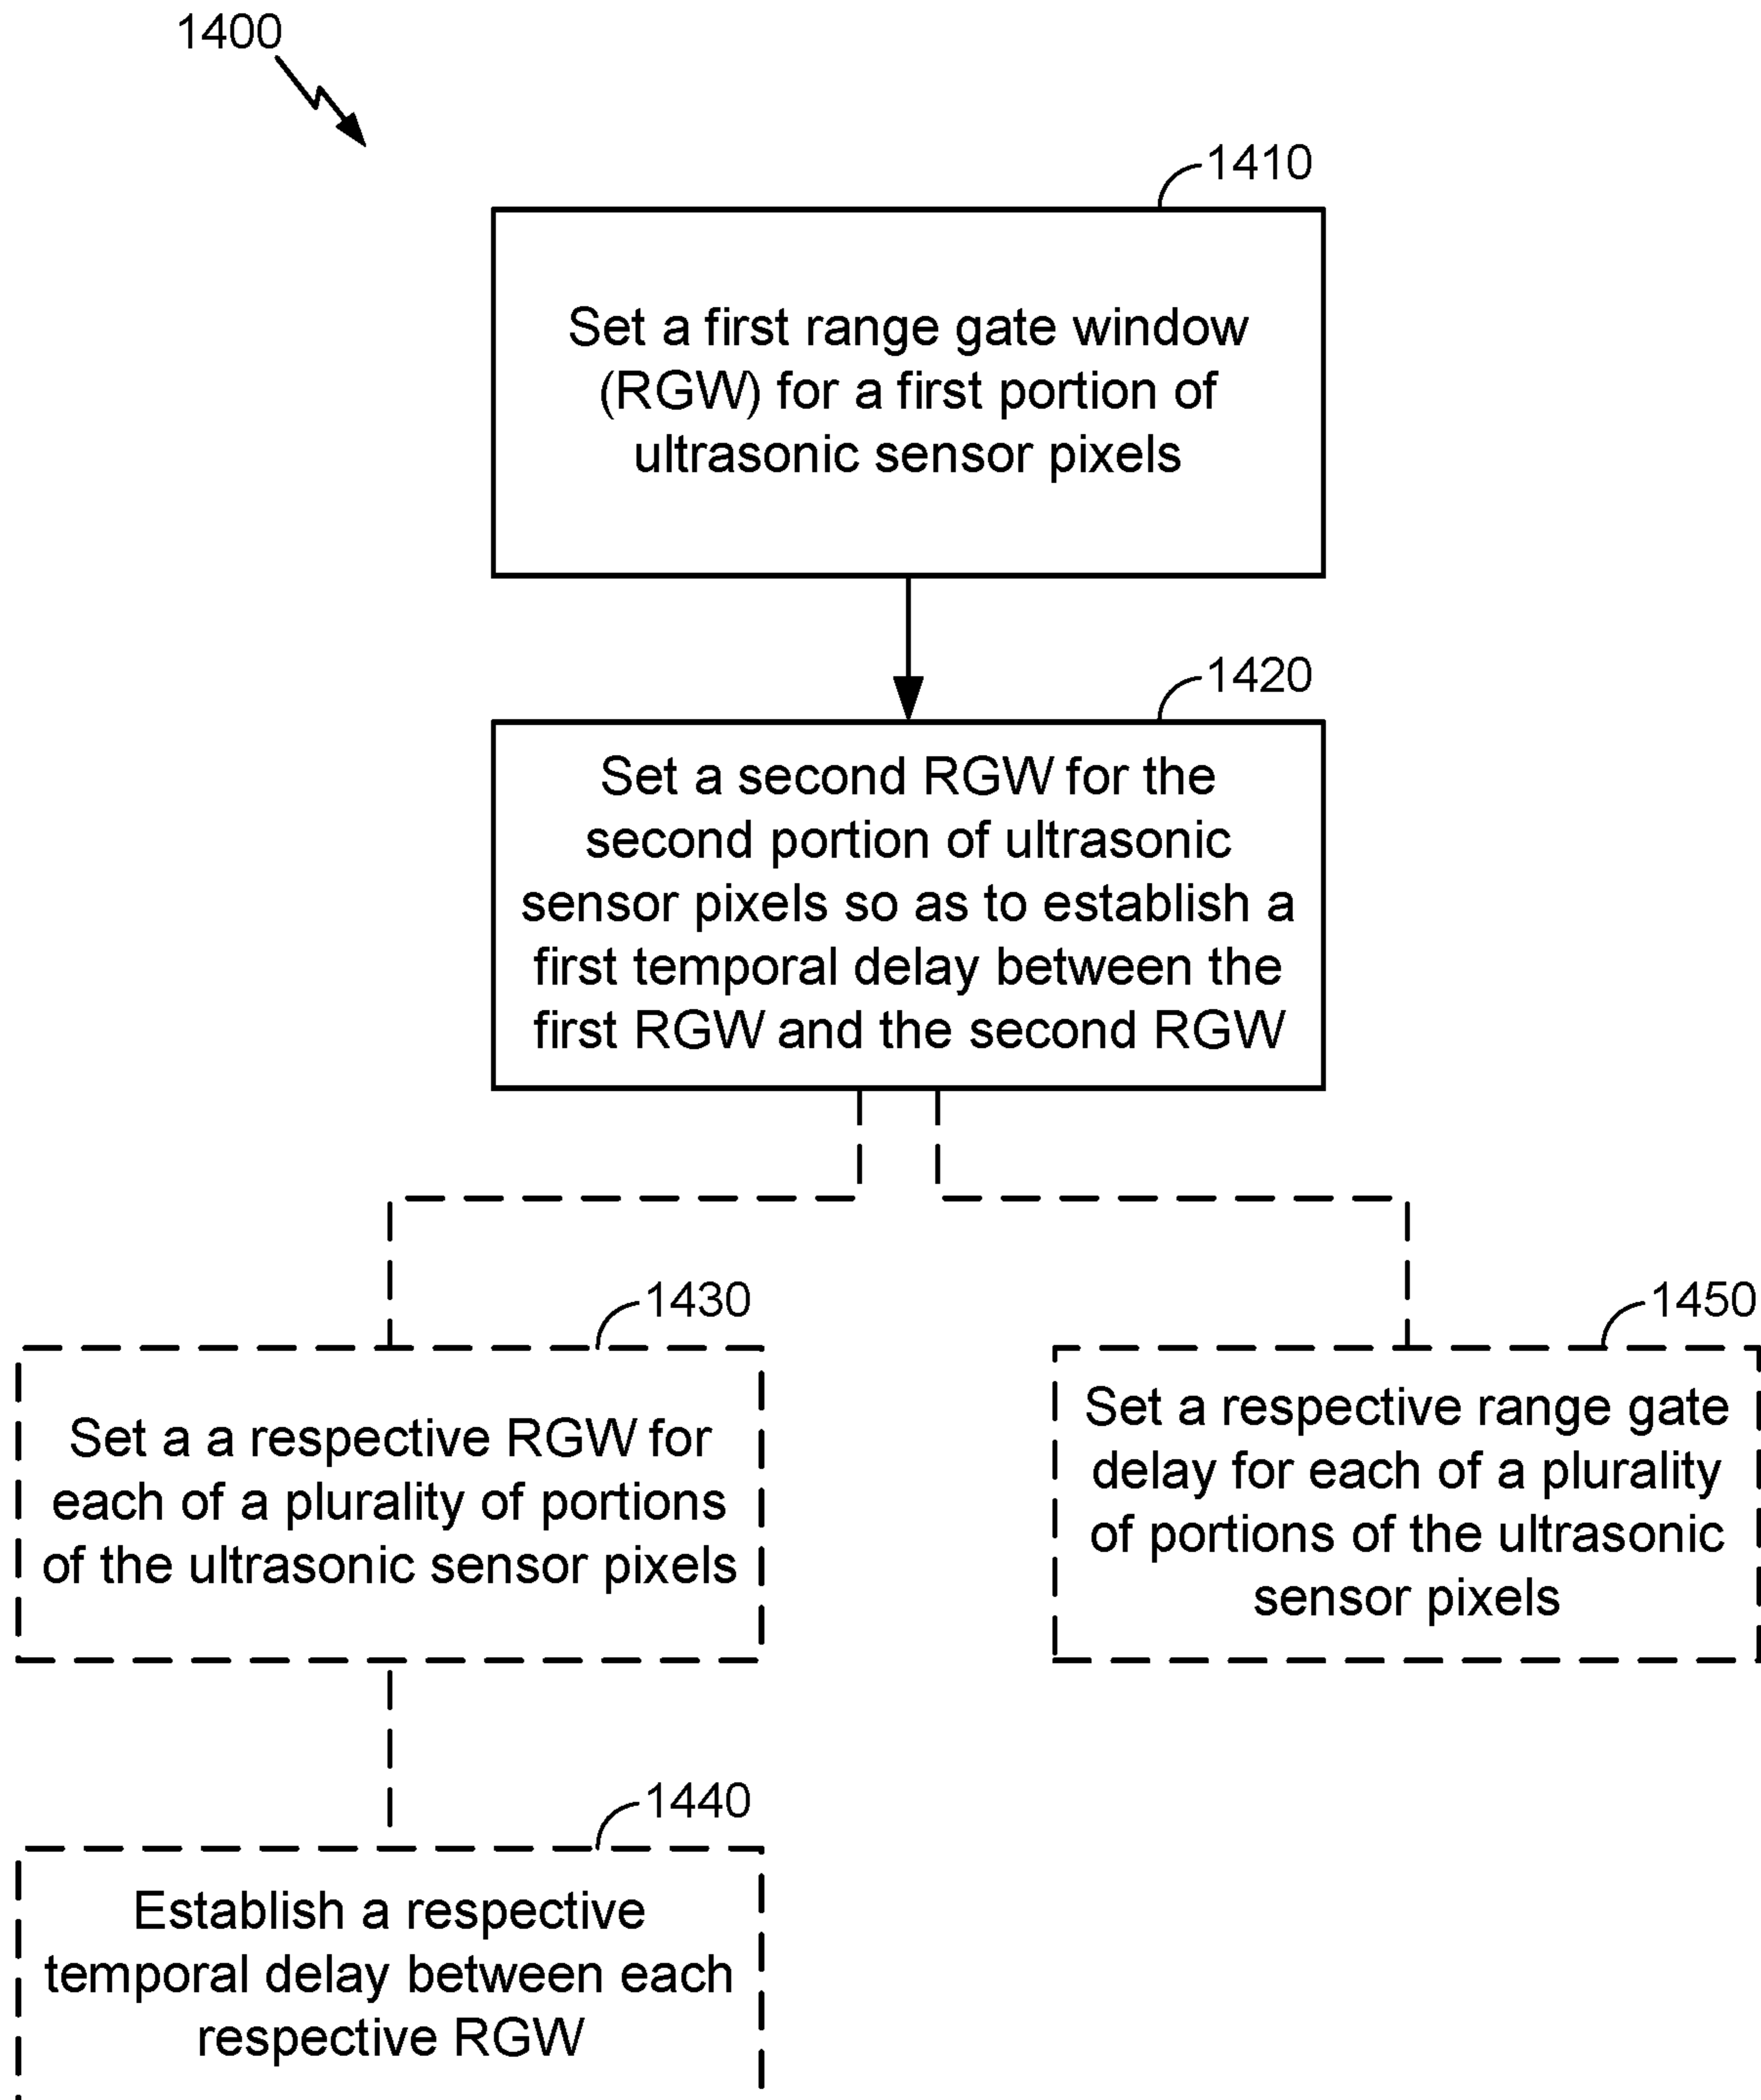 1400
1410
Set a first range gate window
(RGW) for a first portion of
ultrasonic sensor pixels
1420
Set a second RGW for the
second portion of ultrasonic
sensor pixels so as to establish a
first temporal delay between the
first RGW and the second RGW
1430
Set a a respective RGW for
each of a plurality of portions
of the ultrasonic sensor pixels
1450
Set a respective range gate
delay for each of a plurality
of portions of the ultrasonic
sensor pixels
1440
Establish a respective
temporal delay between each
respective RGW